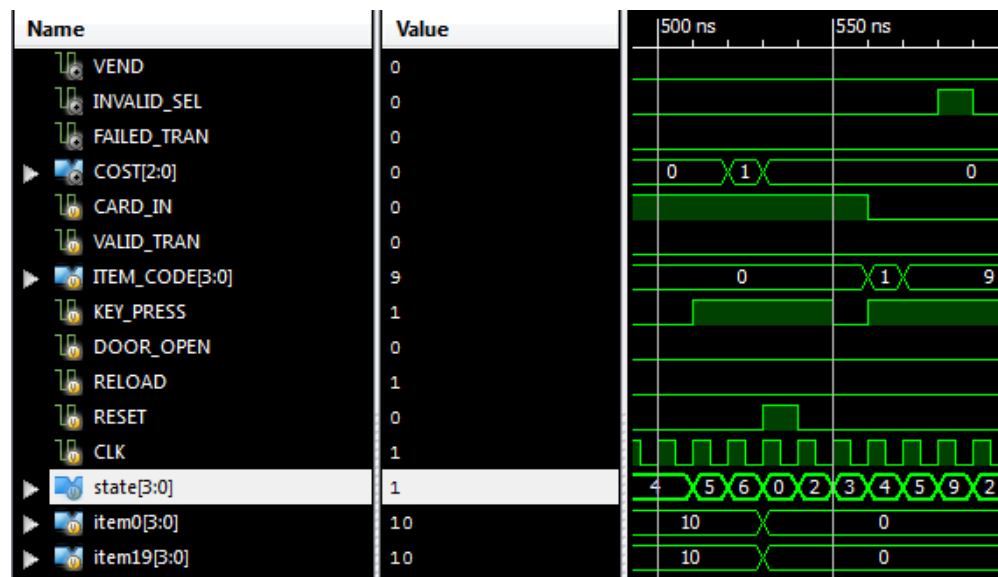 Name Value 500 ns 550 ns
VEND 0
INVALID_SEL 0
FAILED_TRAN 0
COST[2:0] 0 0 1 0
CARD_IN 0
VALID_TRAN 0
ITEM_CODE[3:0] 9 0 1 9
KEY_PRESS 1
DOOR_OPEN 0
RELOAD 1
RESET 0
CLK 1
state[3:0] 1 4 5 6 0 2 3 4 5 9 2
item0[3:0] 10 10 0
item19[3:0] 10 10 0